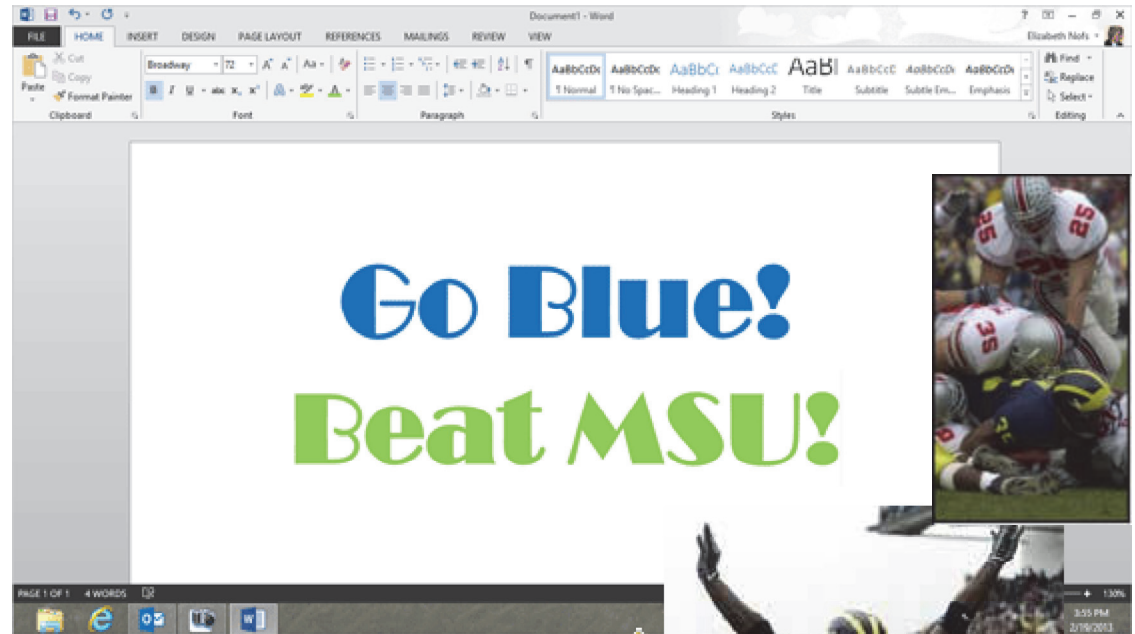 Document1 - Word
FILE HOME INSERT DESIGN PAGE LAYOUT REFERENCES MAILINGS REVIEW VIEW
Elizabeth Nofs
Cut
Copy
Paste
Format Painter
Broadway 72
AaBbCcDc AaBbCcDc AaBbCc AaBbCcC AaBl AaBbCcC AaBbCcDc AaBbCcDc
¶ Normal ¶ No Spac... Heading 1 Heading 2 Title Subtitle Subtle Em... Emphasis
Find
Replace
Select
Clipboard Font Paragraph Styles Editing
Go Blue!
Beat MSU!
25 25
35
PAGE 1 OF 1 4 WORDS
130%
3:55 PM
2/19/2013